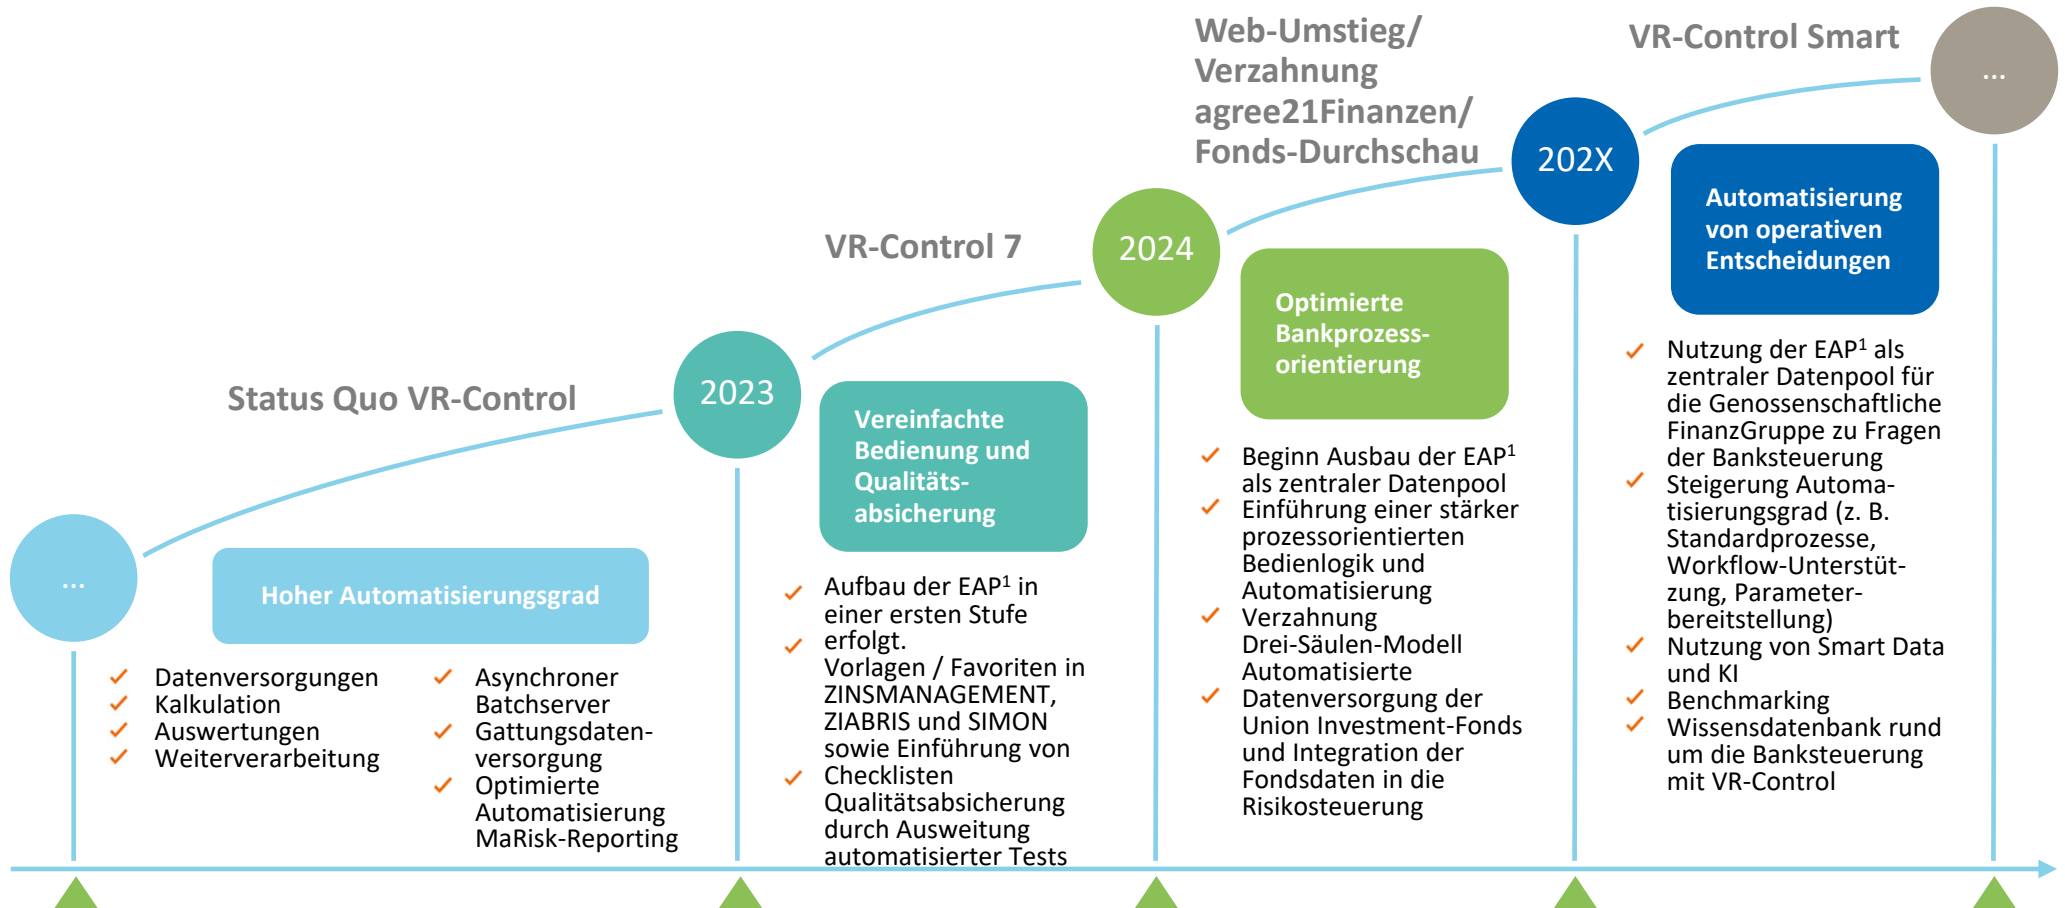 ...
Status Quo VR-Control
Hoher Automatisierungsgrad
Datenversorgungen
Kalkulation
Auswertungen
Weiterverarbeitung
Asynchroner
Batchserver
Gattungsdaten-
versorgung
Optimierte
Automatisierung
MaRisk-Reporting
2023
VR-Control 7
Vereinfachte
Bedienung und
Qualitäts-
absicherung
Aufbau der EAP¹ in
einer ersten Stufe
erfolgt.
Vorlagen / Favoriten in
ZINSMANAGEMENT,
ZIABRIS und SIMON
sowie Einführung von
Checklisten
Qualitätsabsicherung
durch Ausweitung
automatisierter Tests
2024
Web-Umstieg/
Verzahnung
agree21Finanzen/
Fonds-Durchschau
Optimierte
Bankprozess-
orientierung
Beginn Ausbau der EAP¹
als zentraler Datenpool
Einführung einer stärker
prozessorientierten
Bedienlogik und
Automatisierung
Verzahnung
Drei-Säulen-Modell
Automatisierte
Datenversorgung der
Union Investment-Fonds
und Integration der
Fondsdaten in die
Risikosteuerung
202X
VR-Control Smart
Automatisierung
von operativen
Entscheidungen
Nutzung der EAP¹ als
zentraler Datenpool für
die Genossenschaftliche
FinanzGruppe zu Fragen
der Banksteuerung
Steigerung Automa-
tisierungsgrad (z. B.
Standardprozesse,
Workflow-Unterstüt-
zung, Parameter-
bereitstellung)
Nutzung von Smart Data
und KI
Benchmarking
Wissensdatenbank rund
um die Banksteuerung
mit VR-Control
...